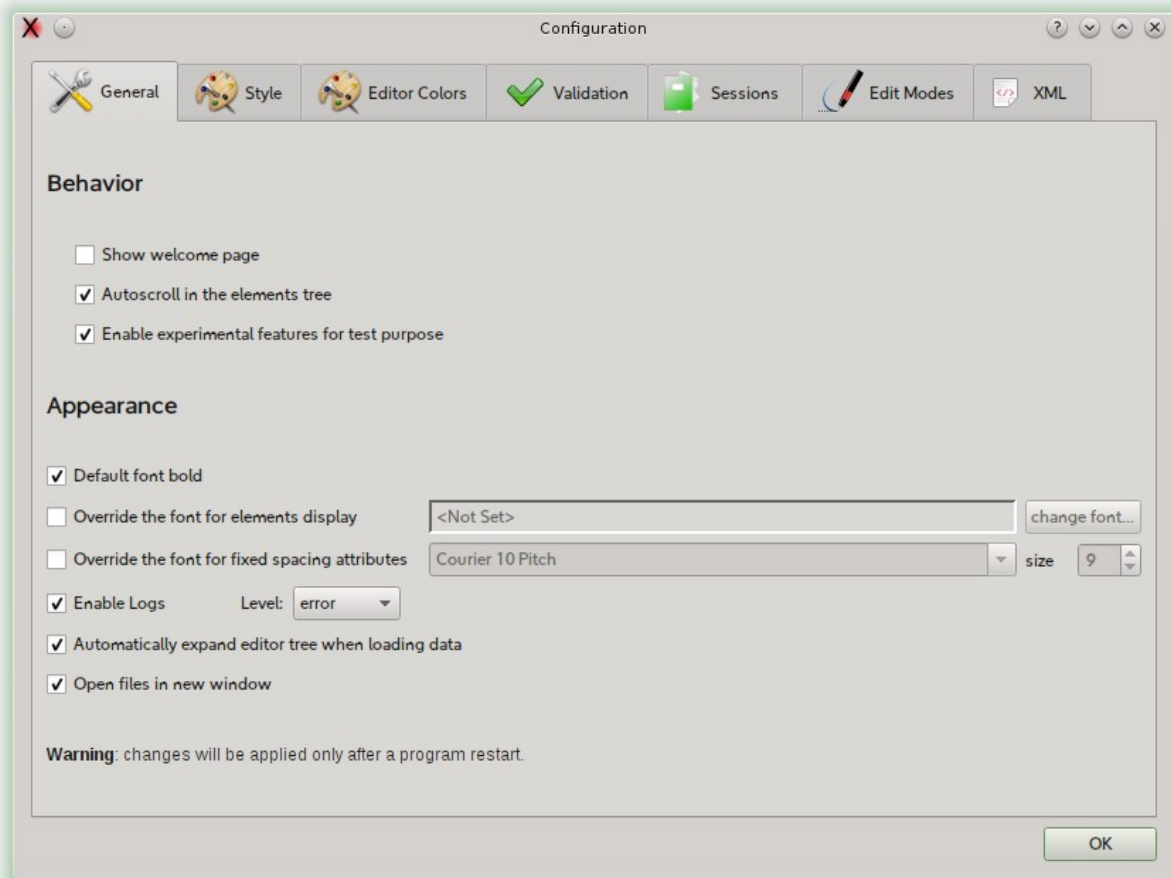 Configuration
General Style Editor Colors Validation Sessions Edit Modes XML
Behavior
Show welcome page
Autoscroll in the elements tree
Enable experimental features for test purpose
Appearance
Default font bold
Override the font for elements display <Not Set> change font...
Override the font for fixed spacing attributes Courier 10 Pitch size 9
Enable Logs Level: error
Automatically expand editor tree when loading data
Open files in new window
Warning: changes will be applied only after a program restart.
OK